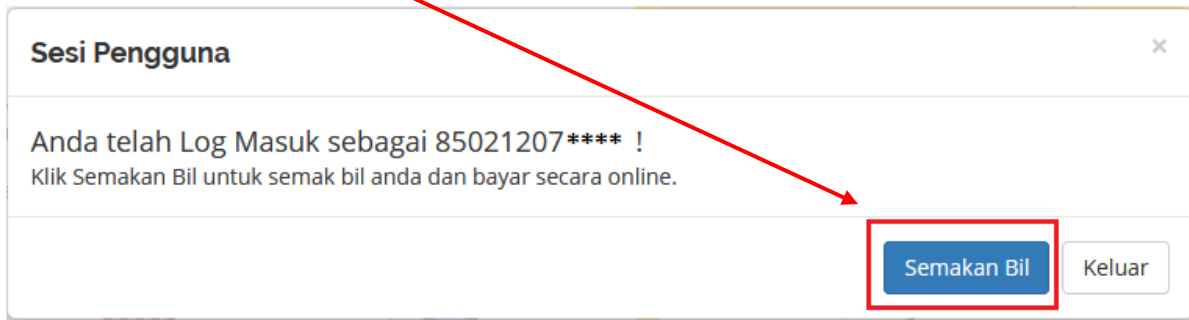 Sesi Pengguna
×
Anda telah Log Masuk sebagai 85021207**** !
Klik Semakan Bil untuk semak bil anda dan bayar secara online.
Semakan Bil
Keluar